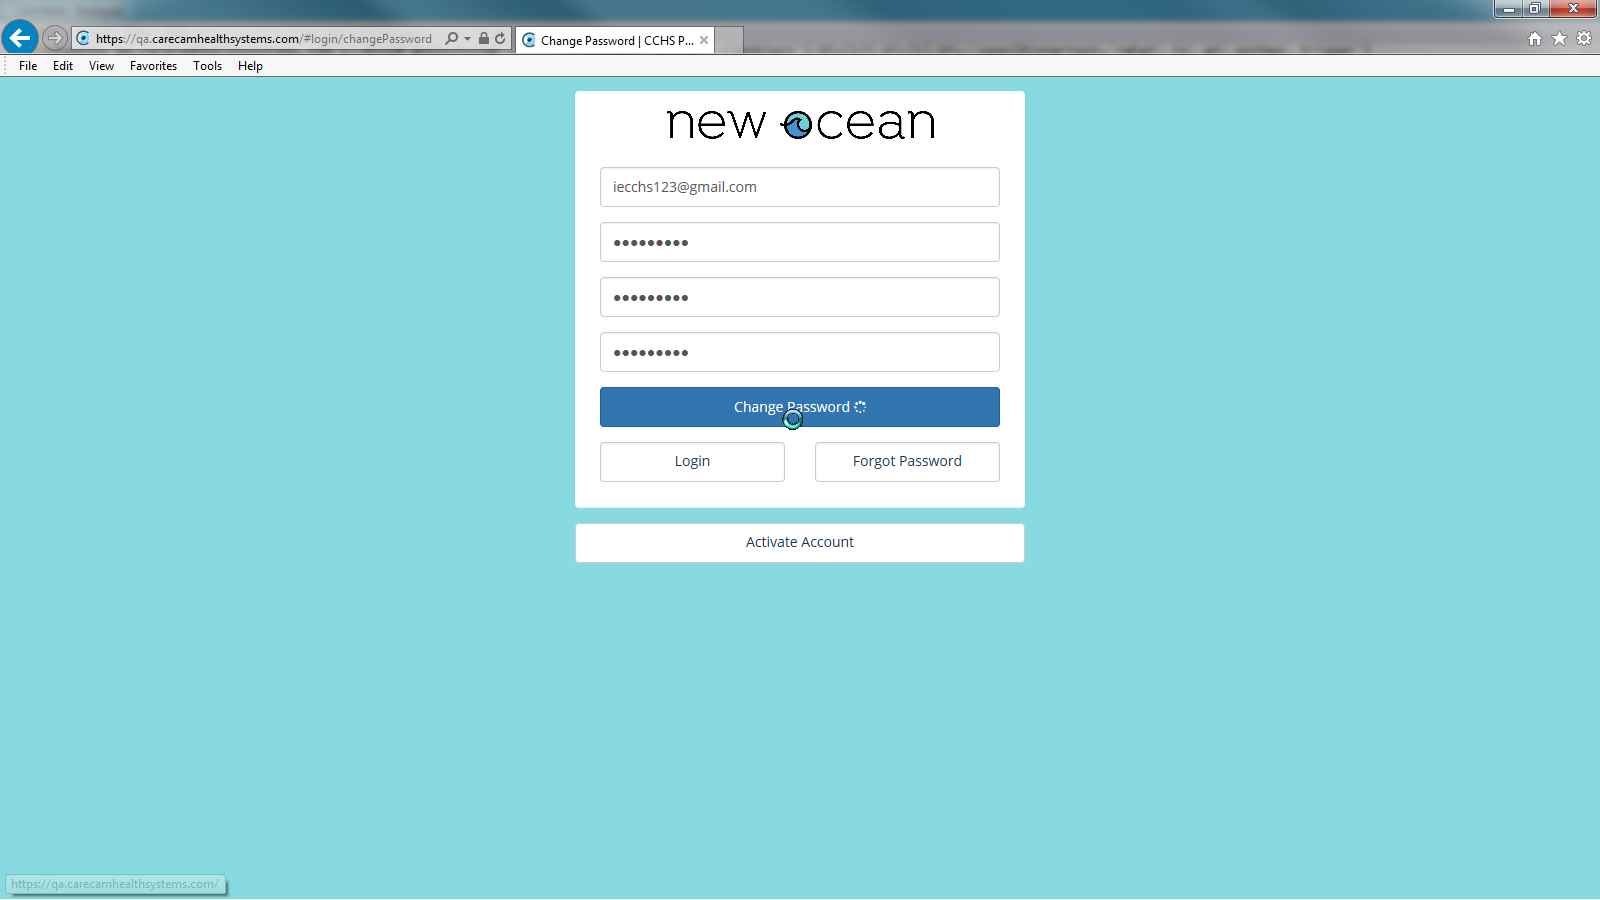 https://qa.carecamhealthsystems.com/#login/changePassword
Change Password | CCHS P...
File Edit View Favorites Tools Help
new ocean
iecchs123@gmail.com
●●●●●●●●●
●●●●●●●●●
●●●●●●●●●
Change Password
Login
Forgot Password
Activate Account
https://qa.carecamhealthsystems.com/